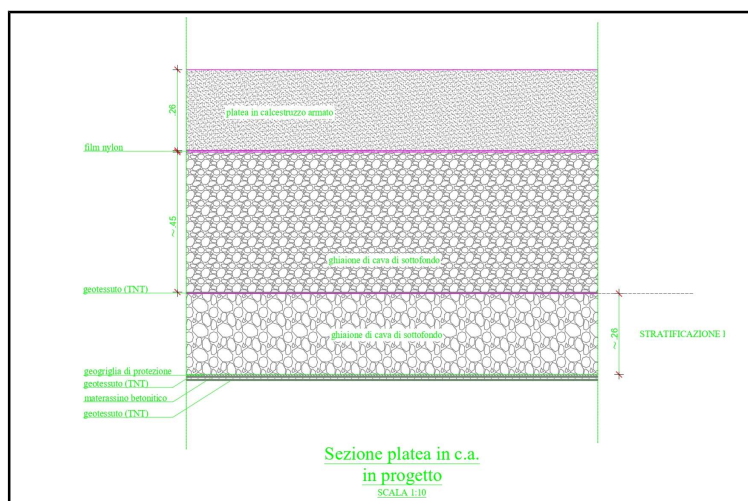 .26
platea in calcestruzzo armato
film nylon
~ .45
ghiaione di cava di sottofondo
geotessuto (TNT)
ghiaione di cava di sottofondo
~ .26
STRATIFICAZIONE 1
geogriglia di protezione
geotessuto (TNT)
materassino betonitico
geotessuto (TNT)
Sezione platea in c.a.
in progetto
SCALA 1:10